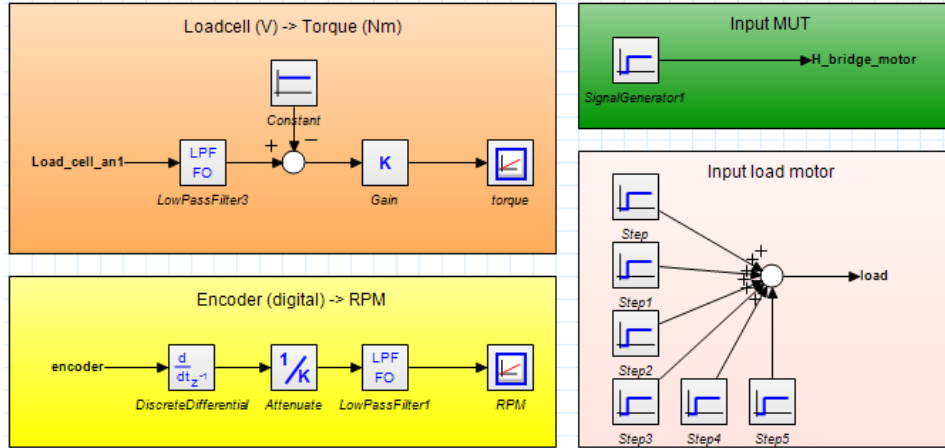 Loadcell (V) -> Torque (Nm)
Constant
+
−
Load_cell_an1
LPF
FO
K
LowPassFilter3
Gain
torque
Input MUT
H_bridge_motor
SignalGenerator1
Input load motor
Step
Step1
Step2
Step3
Step4
Step5
+
+
+
+
+
+
load
Encoder (digital) -> RPM
encoder
d
dt z⁻¹
1/K
LPF
FO
DiscreteDifferential
Attenuate
LowPassFilter1
RPM